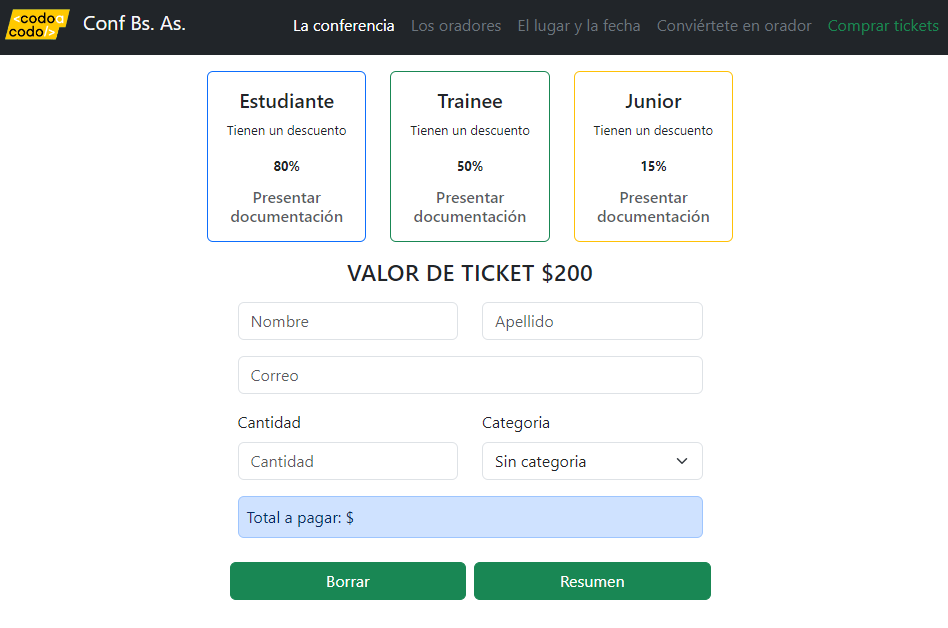 <codoa
codo/>
Conf Bs. As.
La conferencia Los oradores El lugar y la fecha Conviértete en orador Comprar tickets
Estudiante
Tienen un descuento
80%
Presentar
documentación
Trainee
Tienen un descuento
50%
Presentar
documentación
Junior
Tienen un descuento
15%
Presentar
documentación
VALOR DE TICKET $200
Nombre Apellido
Correo
Cantidad Categoria
Cantidad Sin categoria
Total a pagar: $
Borrar Resumen